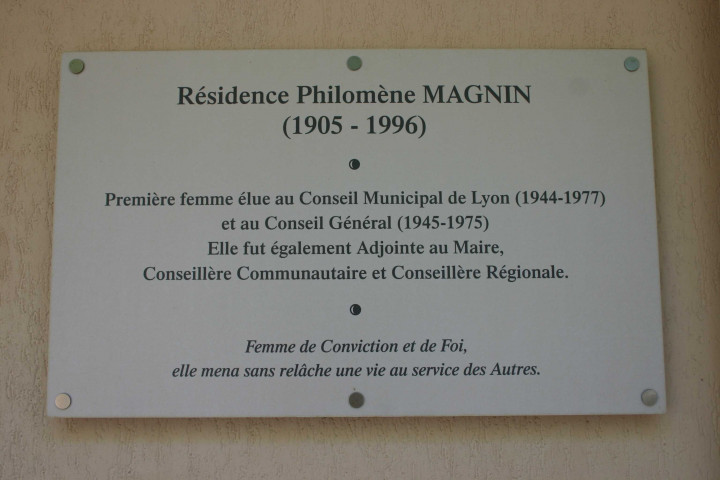 Résidence Philomène MAGNIN
(1905 - 1996)
Première femme élue au Conseil Municipal de Lyon (1944-1977)
et au Conseil Général (1945-1975)
Elle fut également Adjointe au Maire,
Conseillère Communautaire et Conseillère Régionale.
Femme de Conviction et de Foi,
elle mena sans relâche une vie au service des Autres.